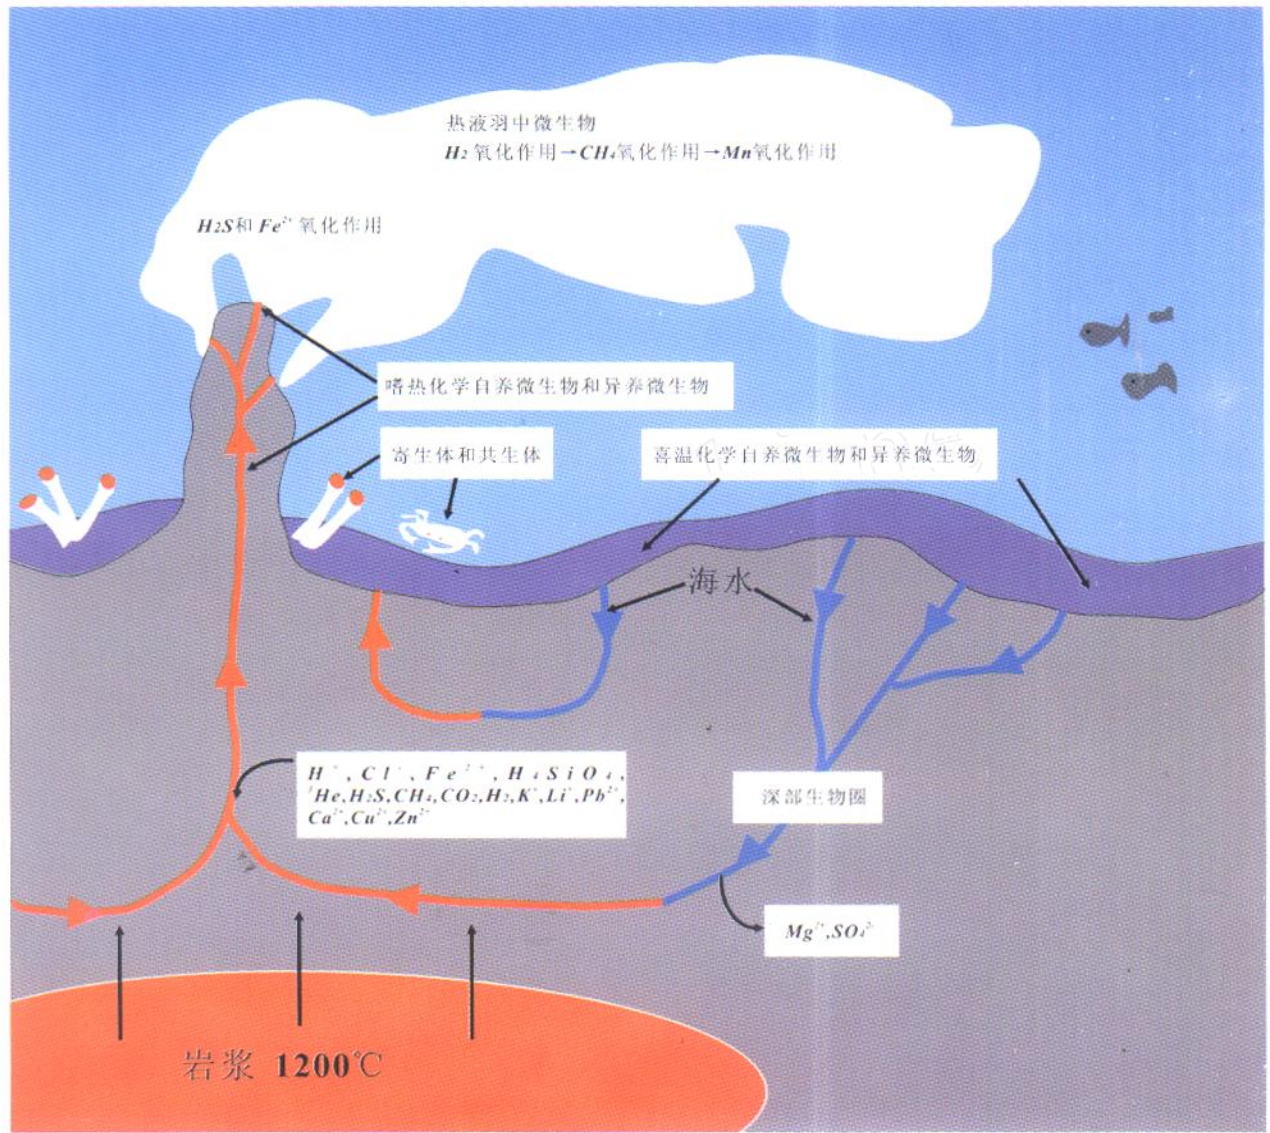 热液羽中微生物
H₂氧化作用→CH₄氧化作用→Mn氧化作用
H₂S和Fe²⁺氧化作用
嗜热化学自养微生物和异养微生物
寄生体和共生体
喜温化学自养微生物和异养微生物
海水
H⁺,Cl⁻,Fe²⁺,H₄SiO₄,
³He,H₂S,CH₄,CO₂,H₂,K⁺,Li⁺,Pb²⁺,
Ca²⁺,Cu²⁺,Zn²⁺
深部生物圈
Mg²⁺,SO₄²⁻
岩浆 1200℃